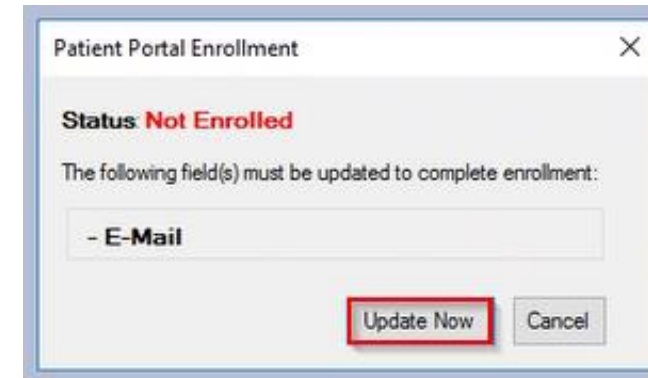 Patient Portal Enrollment
Status: Not Enrolled
The following field(s) must be updated to complete enrollment:
- E-Mail
Update Now Cancel